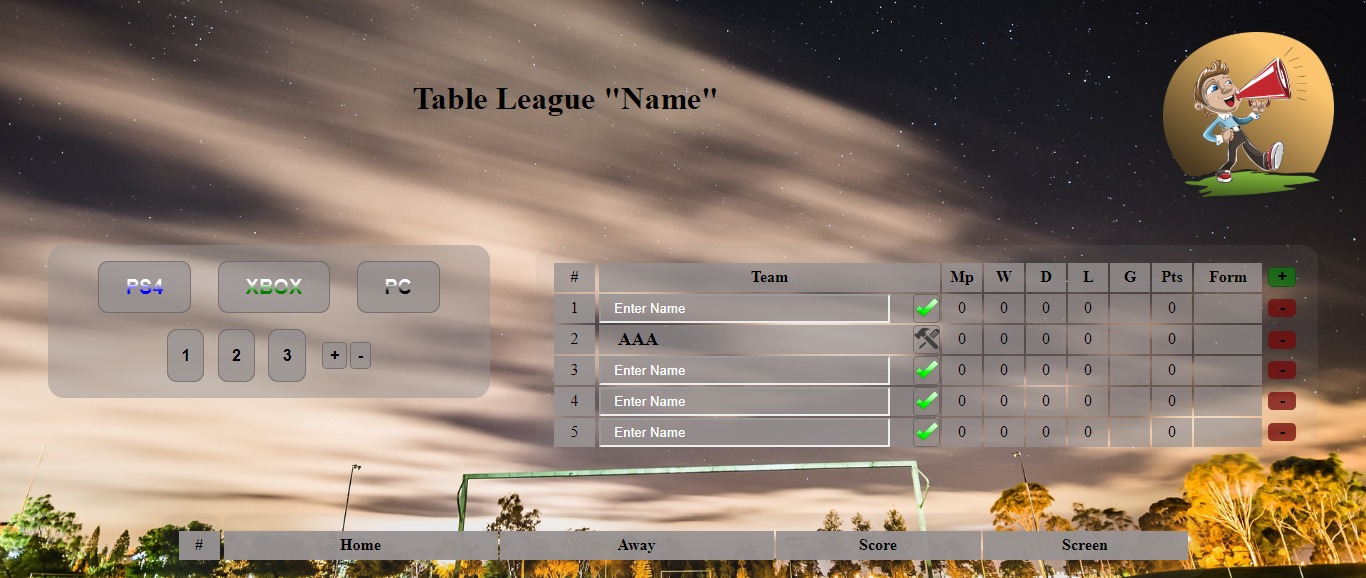 Table League "Name"
PS4 XBOX PC
1 2 3 + -
# Team Mp W D L G Pts Form +
1 Enter Name 0 0 0 0 0 -
2 AAA 0 0 0 0 0 -
3 Enter Name 0 0 0 0 0 -
4 Enter Name 0 0 0 0 0 -
5 Enter Name 0 0 0 0 0 -
# Home Away Score Screen